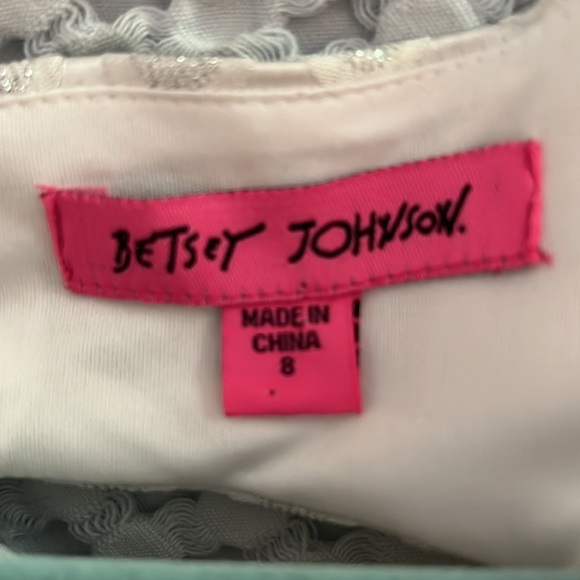 BETSEY JOHNSON.
MADE IN
CHINA
8